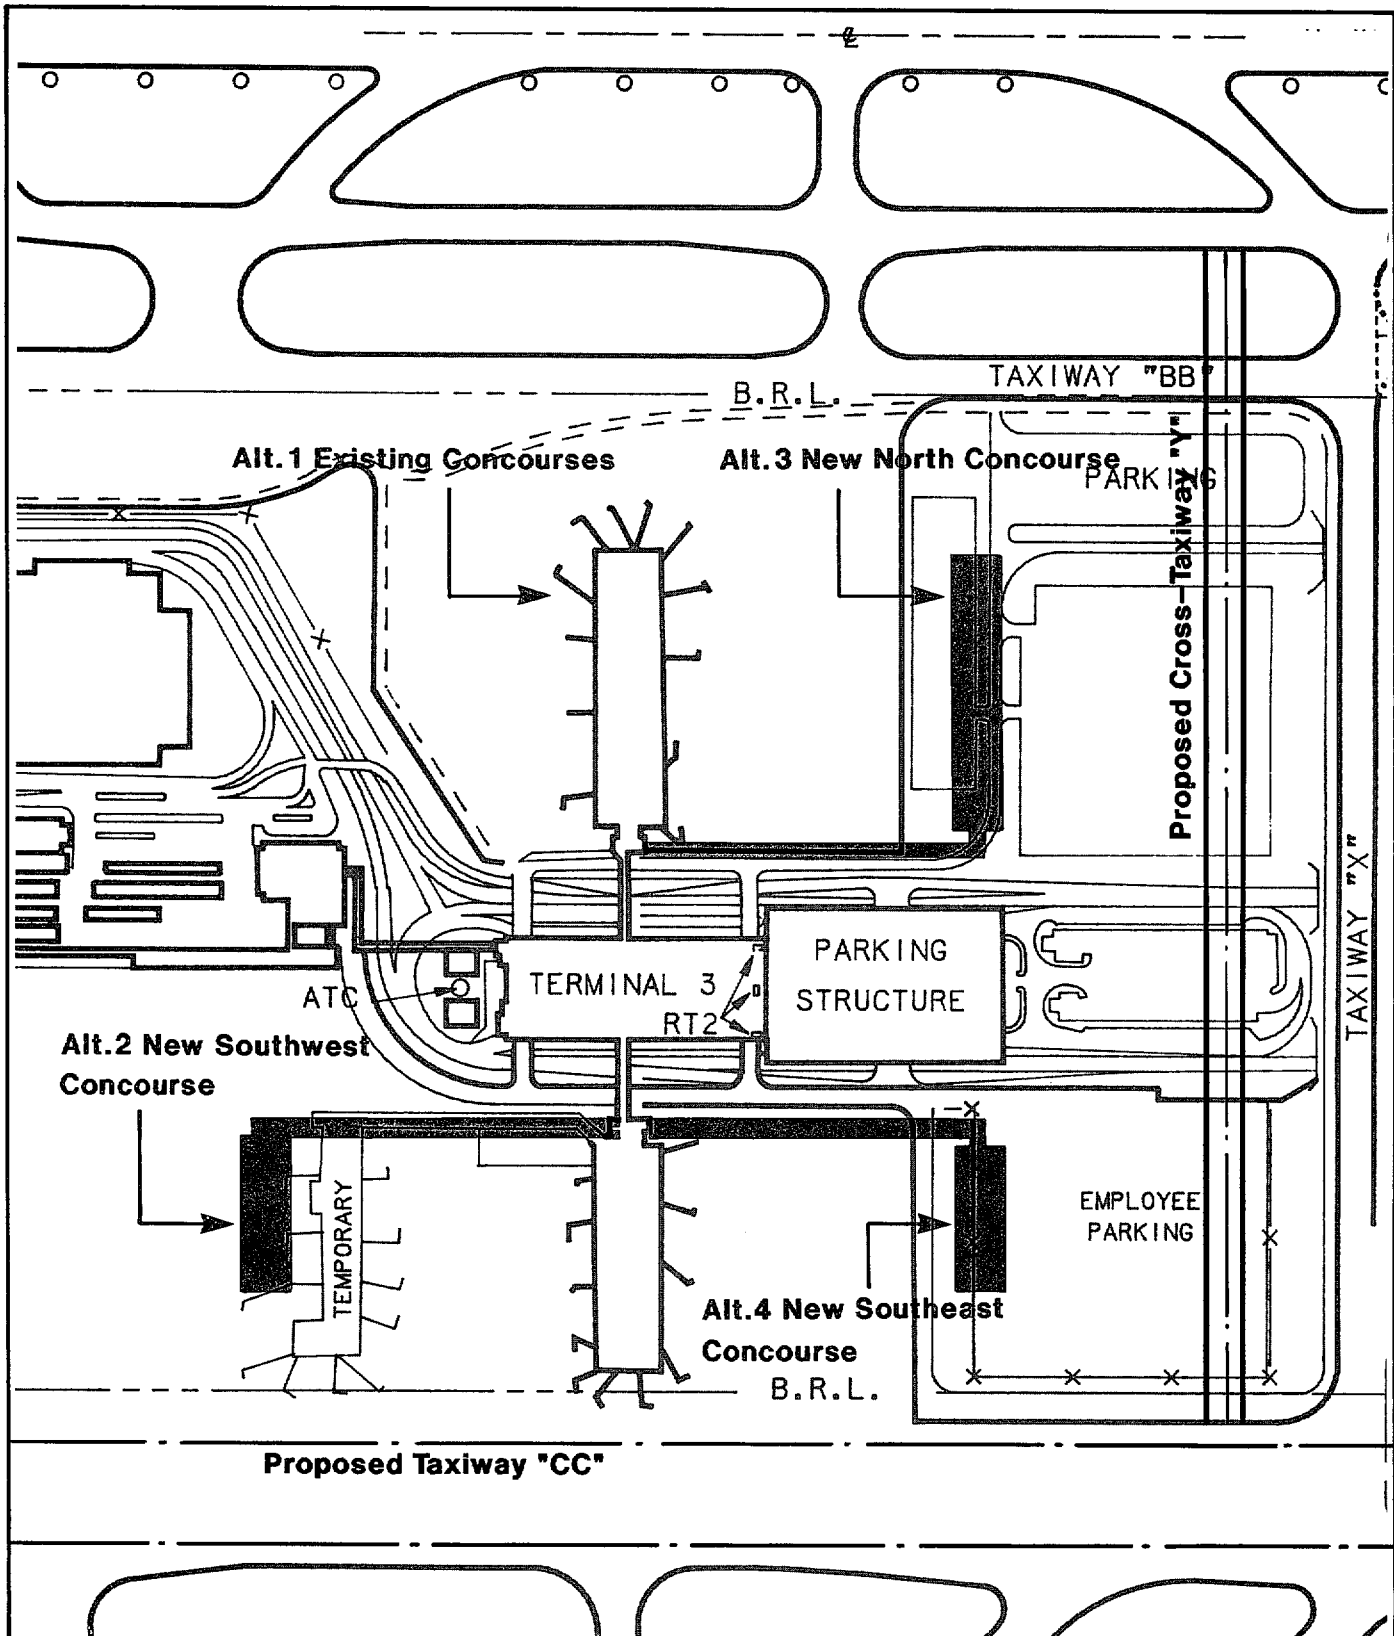 ℄
TAXIWAY "BB"
B.R.L.
Alt.1 Existing Concourses
Alt.3 New North Concourse
PARKING
Proposed Cross-Taxiway "Y"
TAXIWAY "X"
PARKING
STRUCTURE
TERMINAL 3
ATC
RT2
Alt.2 New Southwest
Concourse
TEMPORARY
EMPLOYEE
PARKING
Alt.4 New Southeast
Concourse
B.R.L.
Proposed Taxiway "CC"